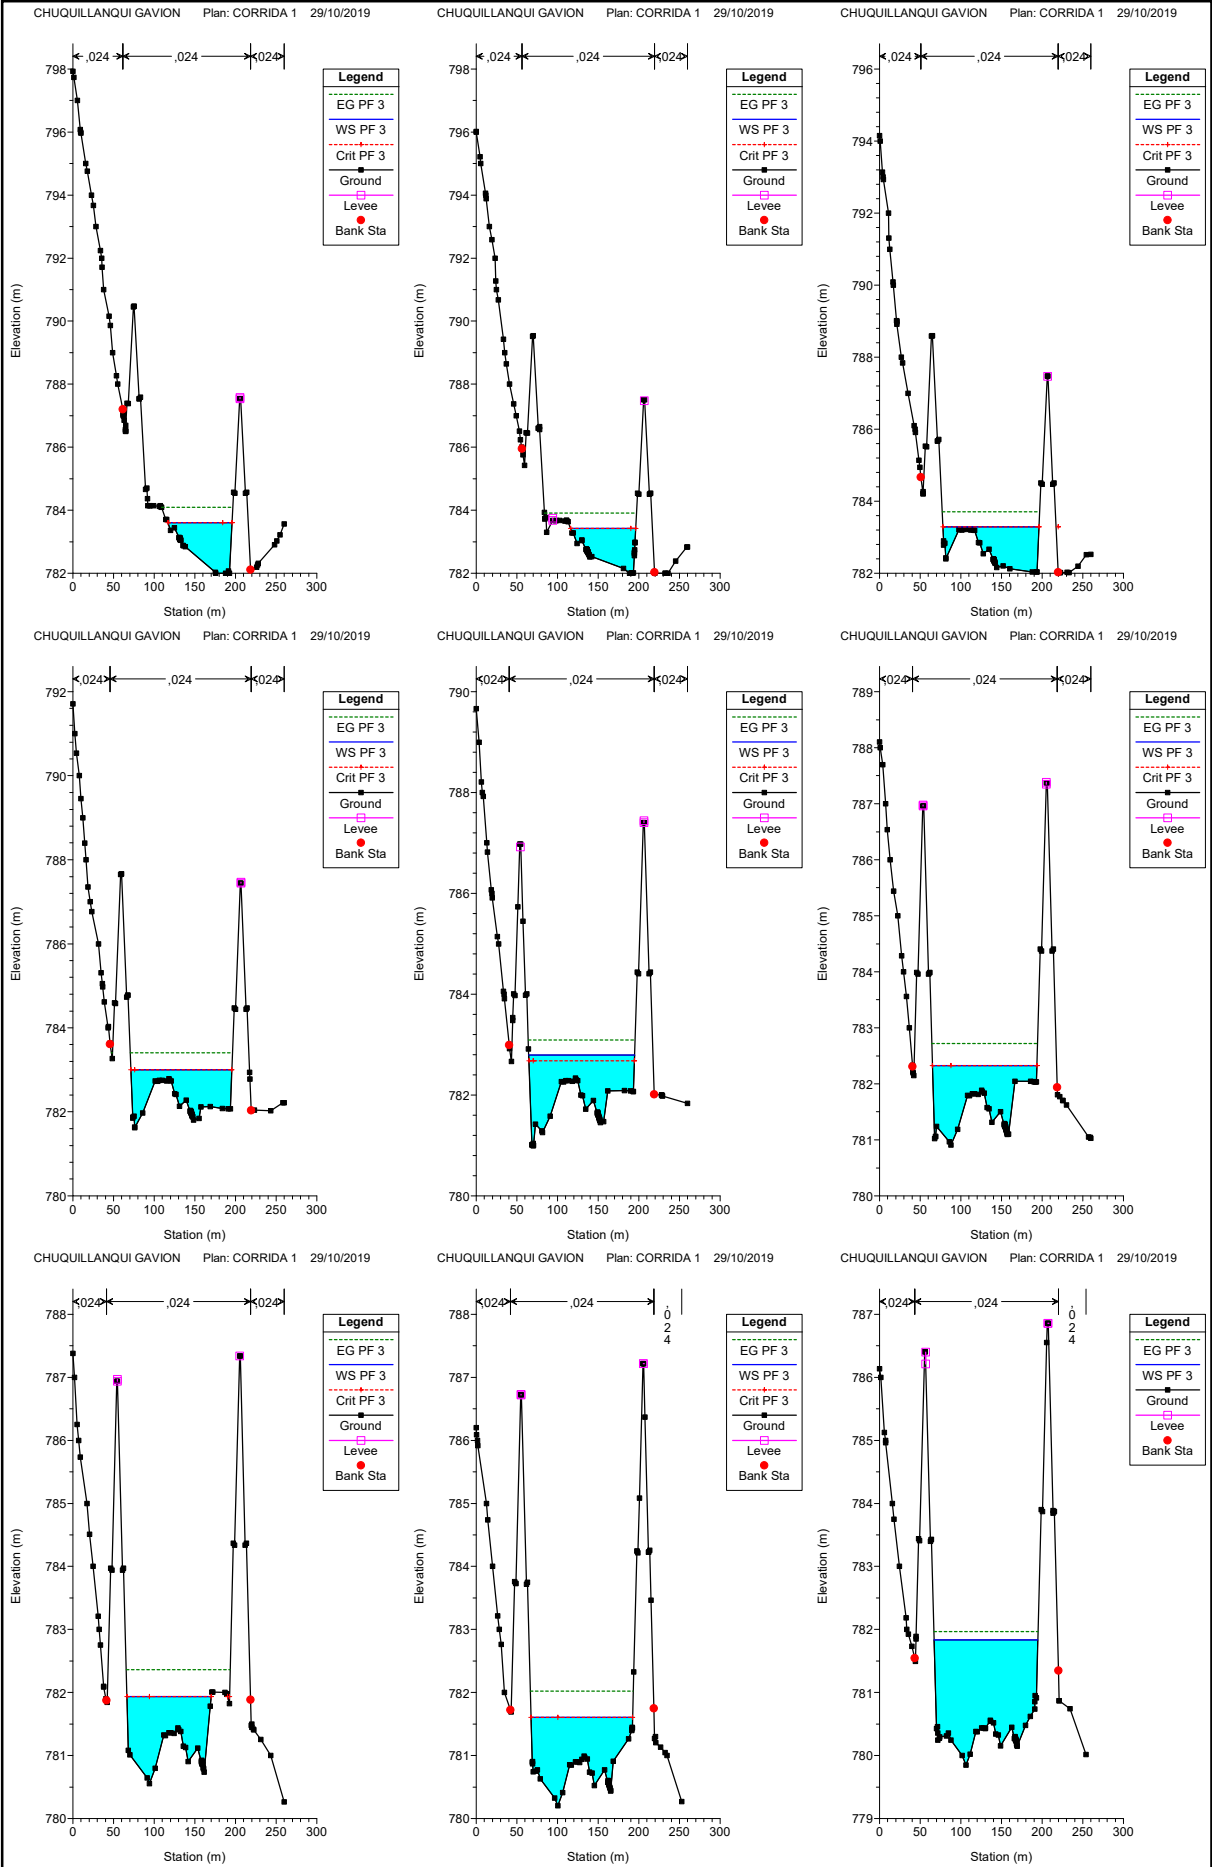 CHUQUILLANQUI GAVION Plan: CORRIDA 1 29/10/2019
,024 ,024 ,024
Legend
EG PF 3
WS PF 3
Crit PF 3
Ground
Levee
Bank Sta
798
796
794
792
790
788
786
784
782
Elevation (m)
0 50 100 150 200 250 300
Station (m)
CHUQUILLANQUI GAVION Plan: CORRIDA 1 29/10/2019
,024 ,024 ,024
Legend
EG PF 3
WS PF 3
Crit PF 3
Ground
Levee
Bank Sta
798
796
794
792
790
788
786
784
782
Elevation (m)
0 50 100 150 200 250 300
Station (m)
CHUQUILLANQUI GAVION Plan: CORRIDA 1 29/10/2019
,024 ,024 ,024
Legend
EG PF 3
WS PF 3
Crit PF 3
Ground
Levee
Bank Sta
796
794
792
790
788
786
784
782
Elevation (m)
0 50 100 150 200 250 300
Station (m)
CHUQUILLANQUI GAVION Plan: CORRIDA 1 29/10/2019
,024 ,024 ,024
Legend
EG PF 3
WS PF 3
Crit PF 3
Ground
Levee
Bank Sta
792
790
788
786
784
782
780
Elevation (m)
0 50 100 150 200 250 300
Station (m)
CHUQUILLANQUI GAVION Plan: CORRIDA 1 29/10/2019
,024 ,024 ,024
Legend
EG PF 3
WS PF 3
Crit PF 3
Ground
Levee
Bank Sta
790
788
786
784
782
780
Elevation (m)
0 50 100 150 200 250 300
Station (m)
CHUQUILLANQUI GAVION Plan: CORRIDA 1 29/10/2019
,024 ,024 ,024
Legend
EG PF 3
WS PF 3
Crit PF 3
Ground
Levee
Bank Sta
789
788
787
786
785
784
783
782
781
780
Elevation (m)
0 50 100 150 200 250 300
Station (m)
CHUQUILLANQUI GAVION Plan: CORRIDA 1 29/10/2019
,024 ,024 ,024
Legend
EG PF 3
WS PF 3
Crit PF 3
Ground
Levee
Bank Sta
788
787
786
785
784
783
782
781
780
Elevation (m)
0 50 100 150 200 250 300
Station (m)
CHUQUILLANQUI GAVION Plan: CORRIDA 1 29/10/2019
,024 ,024 ,024
Legend
EG PF 3
WS PF 3
Crit PF 3
Ground
Levee
Bank Sta
788
787
786
785
784
783
782
781
780
Elevation (m)
0 50 100 150 200 250 300
Station (m)
CHUQUILLANQUI GAVION Plan: CORRIDA 1 29/10/2019
,024 ,024 ,024
Legend
EG PF 3
WS PF 3
Ground
Levee
Bank Sta
787
786
785
784
783
782
781
780
779
Elevation (m)
0 50 100 150 200 250 300
Station (m)